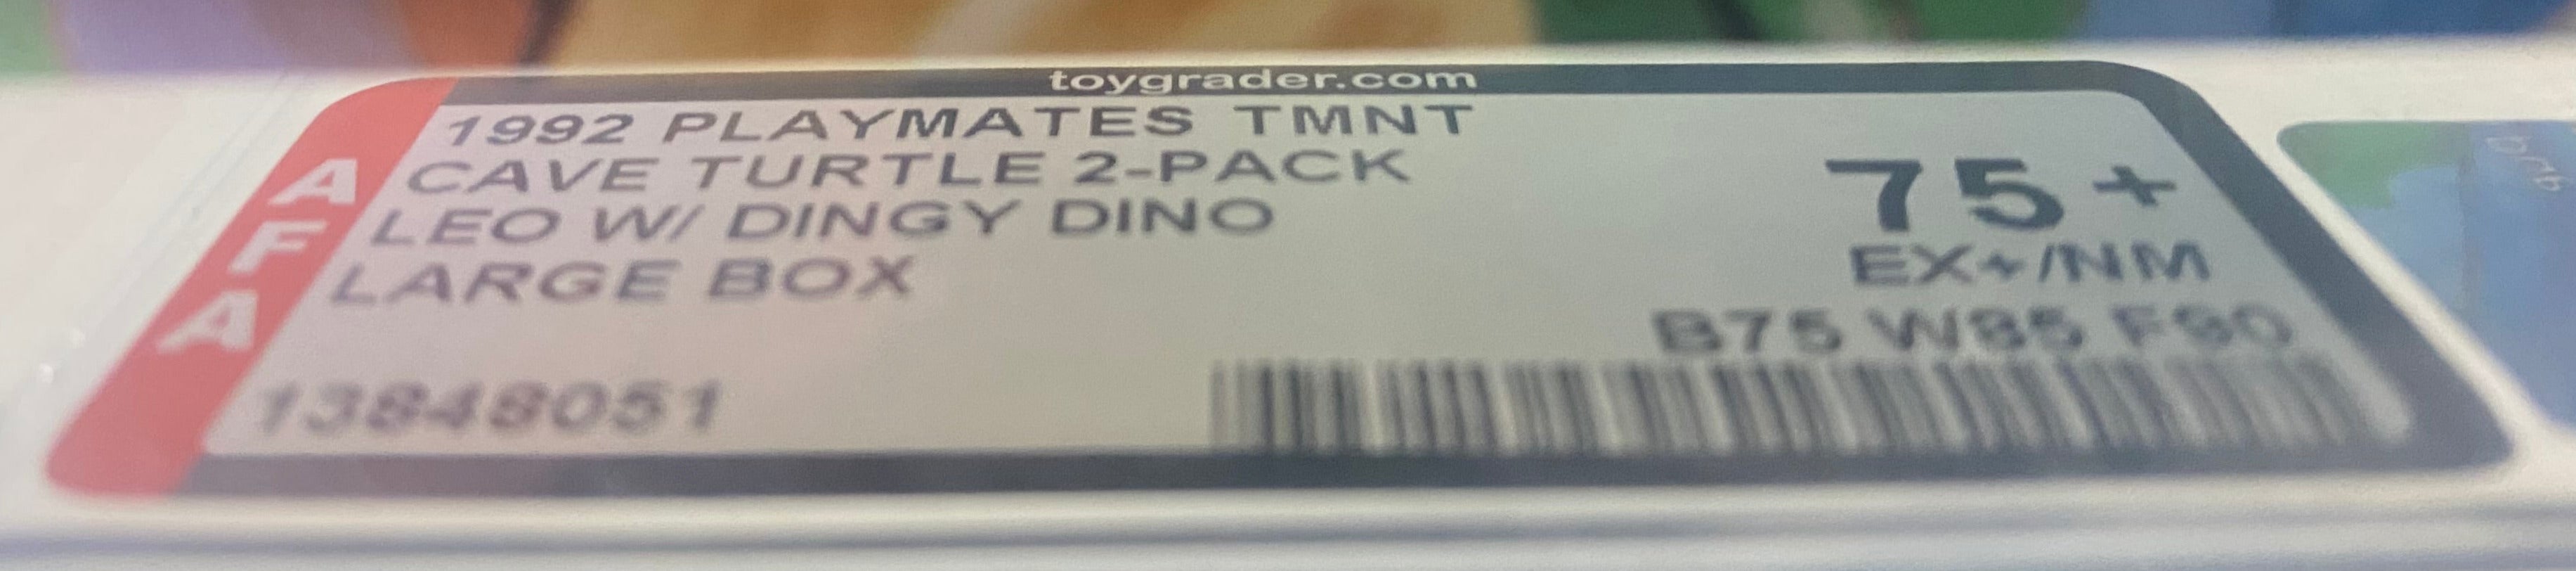 toygrader.com
AFA
1992 PLAYMATES TMNT
CAVE TURTLE 2-PACK
LEO W/ DINGY DINO
LARGE BOX
13848051
75+
EX+/NM
B75 W85 F90